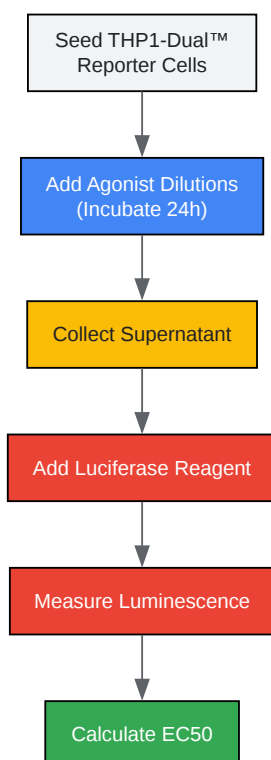 Seed THP1-Dual™
Reporter Cells
Add Agonist Dilutions
(Incubate 24h)
Collect Supernatant
Add Luciferase Reagent
Measure Luminescence
Calculate EC50